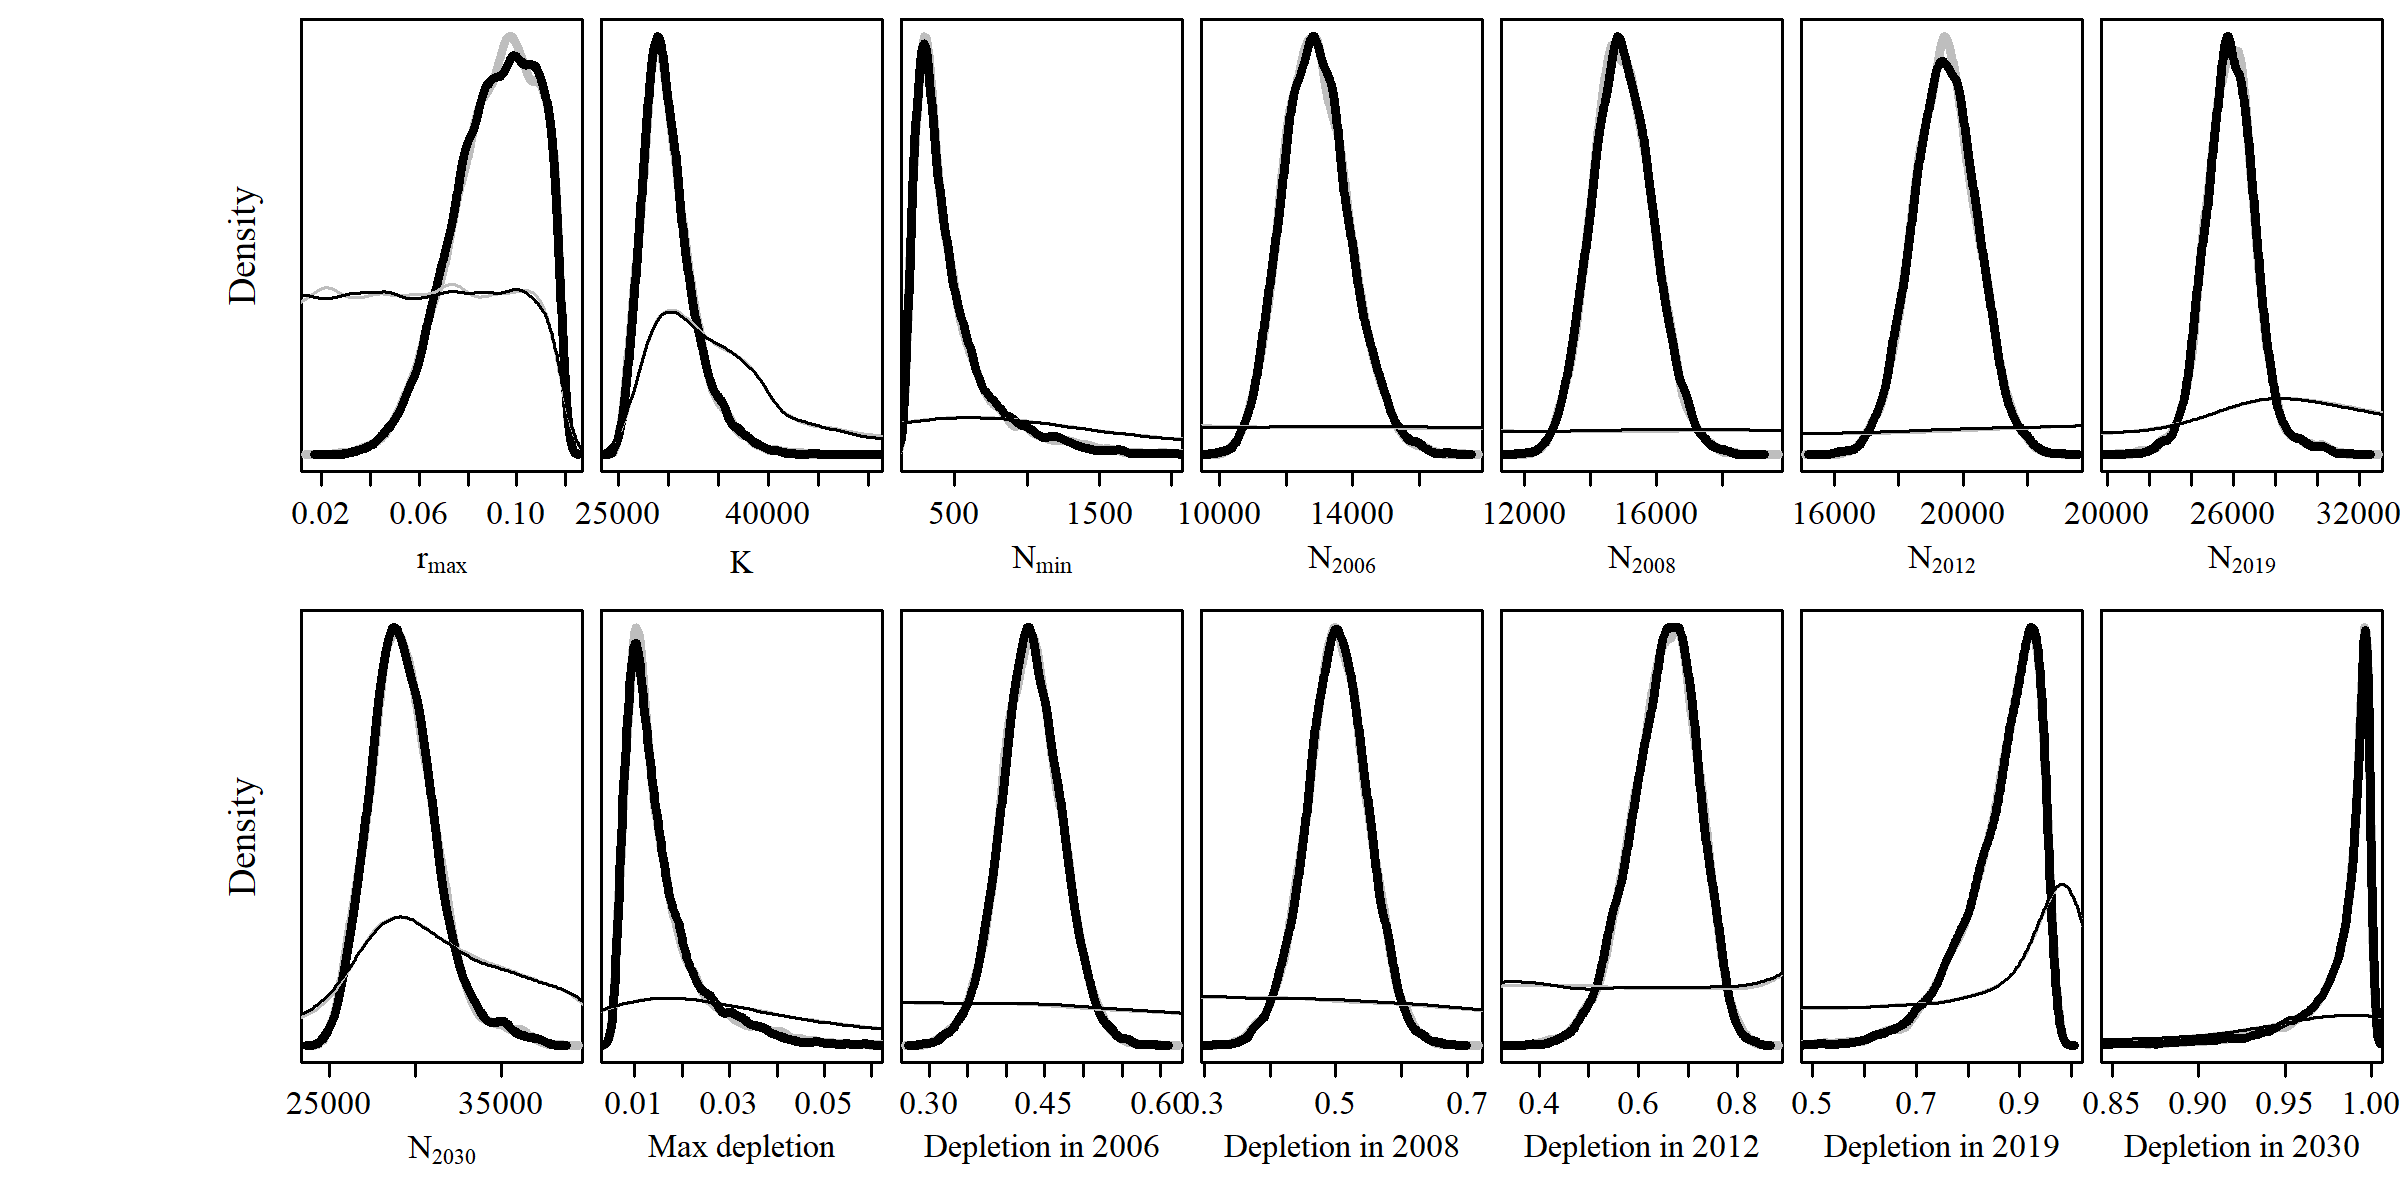 Density
0.02 0.06 0.10 25000 40000 500 1500 10000 14000 12000 16000 16000 20000 20000 26000 32000
rmax K Nmin N2006 N2008 N2012 N2019
Density
25000 35000 0.01 0.03 0.05 0.30 0.45 0.60 0.3 0.5 0.7 0.4 0.6 0.8 0.5 0.7 0.9 0.85 0.90 0.95 1.00
N2030 Max depletion Depletion in 2006 Depletion in 2008 Depletion in 2012 Depletion in 2019 Depletion in 2030